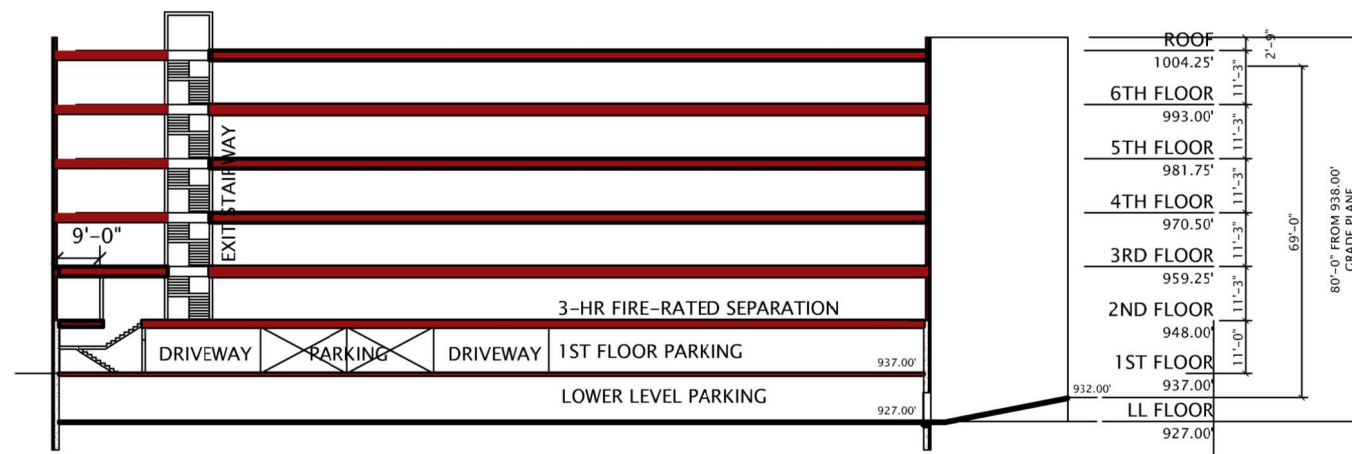 ROOF
1004.25'
2'-9"
11'-3"
6TH FLOOR
993.00'
11'-3"
5TH FLOOR
981.75'
11'-3"
4TH FLOOR
970.50'
11'-3"
3RD FLOOR
959.25'
11'-3"
2ND FLOOR
948.00'
11'-0"
1ST FLOOR
937.00'
LL FLOOR
927.00'
69'-0"
80'-0" FROM 938.00'
GRADE PLANE
EXIT STAIRWAY
9'-0"
3-HR FIRE-RATED SEPARATION
DRIVEWAY
PARKING
DRIVEWAY
1ST FLOOR PARKING
937.00'
LOWER LEVEL PARKING
927.00'
932.00'